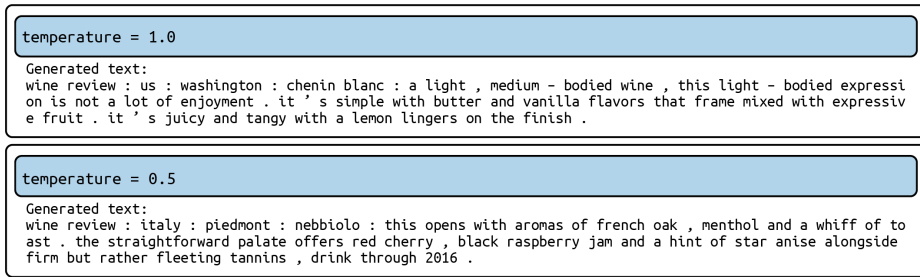 temperature = 1.0
Generated text:
wine review : us : washington : chenin blanc : a light , medium – bodied wine , this light – bodied expressi
on is not a lot of enjoyment . it ’ s simple with butter and vanilla flavors that frame mixed with expressiv
e fruit . it ’ s juicy and tangy with a lemon lingers on the finish .
temperature = 0.5
Generated text:
wine review : italy : piedmont : nebbiolo : this opens with aromas of french oak , menthol and a whiff of to
ast . the straightforward palate offers red cherry , black raspberry jam and a hint of star anise alongside
firm but rather fleeting tannins , drink through 2016 .